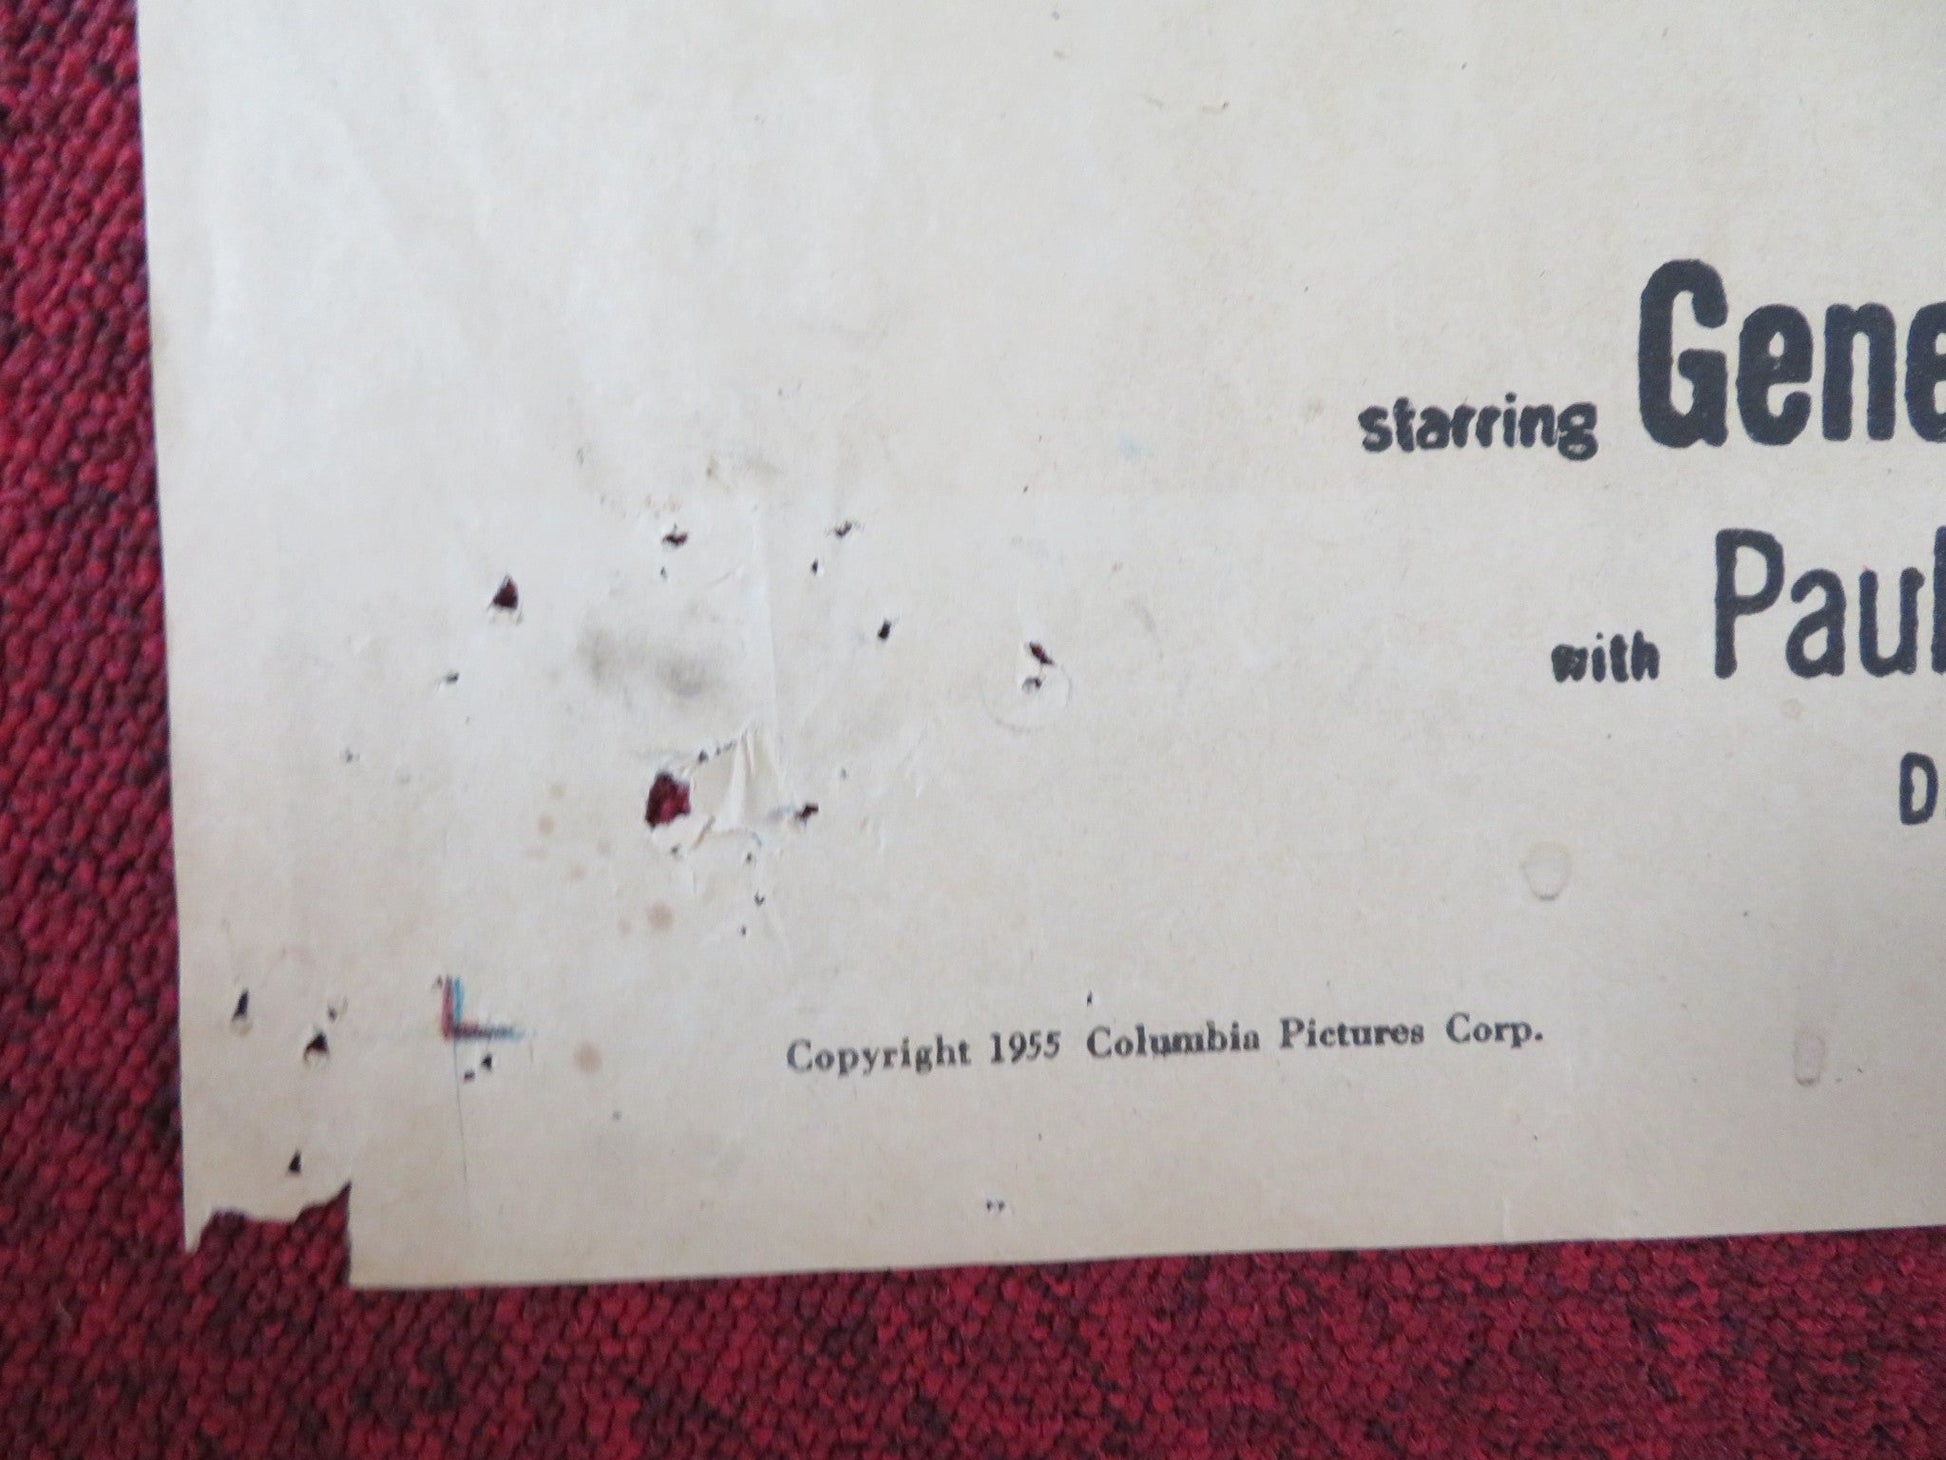 starring Gene
with Paul
D
Copyright 1955 Columbia Pictures Corp.